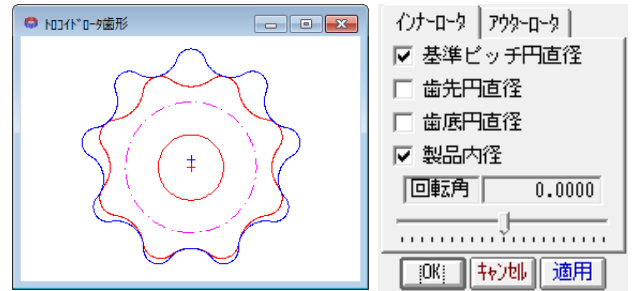 ﾄﾛｺｲﾄﾞﾛｰﾀ歯形
ｲﾝﾅｰﾛｰﾀ
ｱｳﾀｰﾛｰﾀ
基準ピッチ円直径
歯先円直径
歯底円直径
製品内径
回転角 0.0000
OK ｷｬﾝｾﾙ 適用